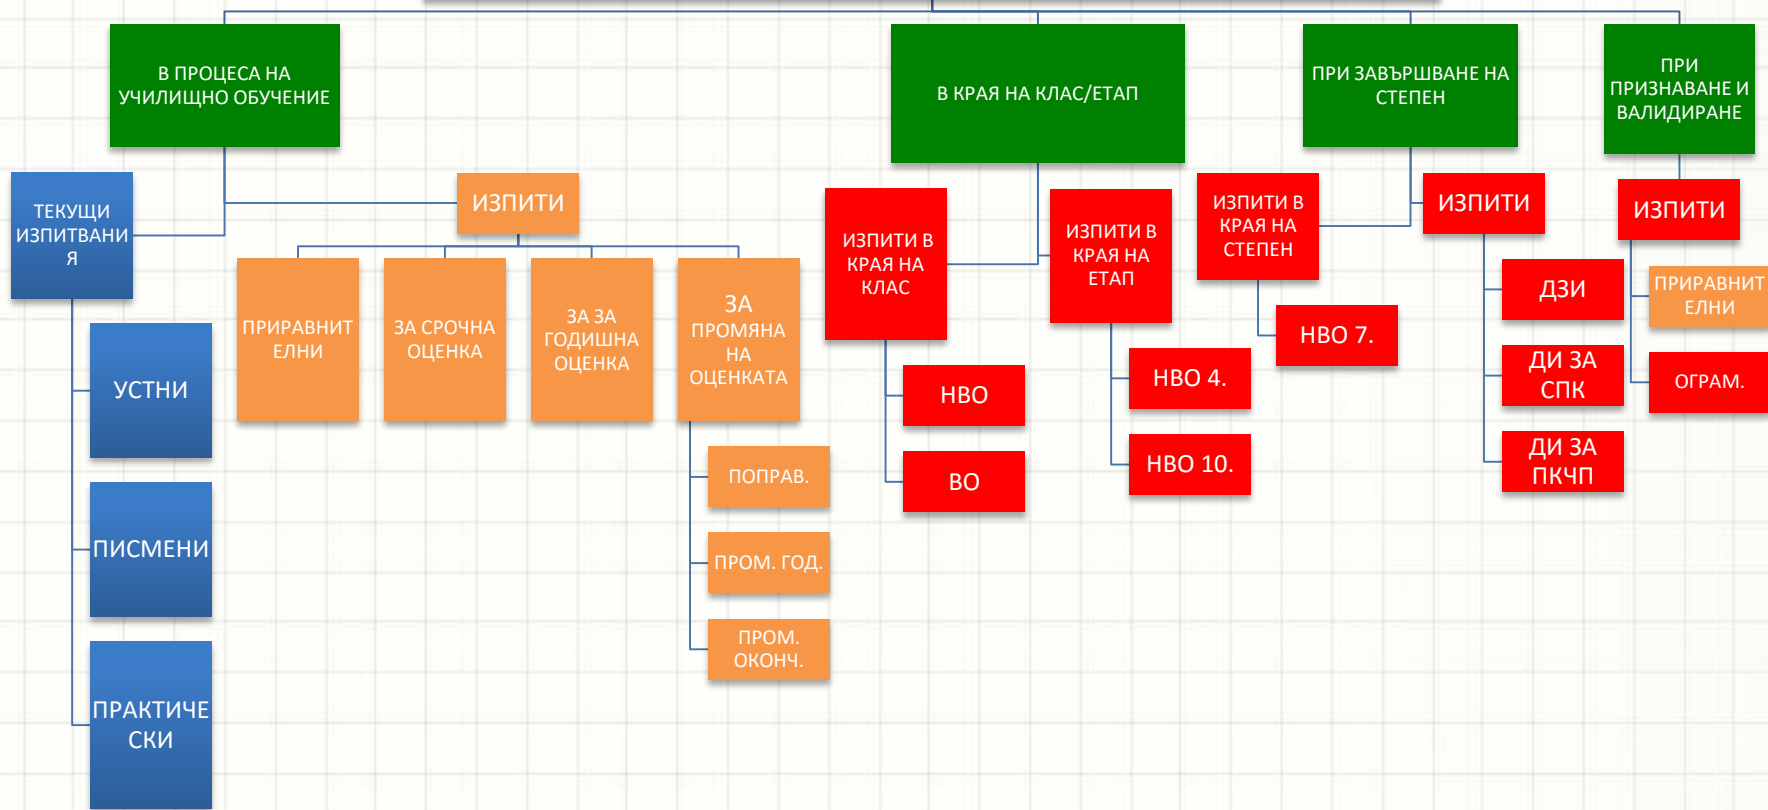 В ПРОЦЕСА НА
УЧИЛИЩНО ОБУЧЕНИЕ
В КРАЯ НА КЛАС/ЕТАП
ПРИ ЗАВЪРШВАНЕ НА
СТЕПЕН
ПРИ
ПРИЗНАВАНЕ И
ВАЛИДИРАНЕ
ТЕКУЩИ
ИЗПИТВАНИ
Я
УСТНИ
ПИСМЕНИ
ПРАКТИЧЕ
СКИ
ИЗПИТИ
ПРИРАВНИТ
ЕЛНИ
ЗА СРОЧНА
ОЦЕНКА
ЗА ЗА
ГОДИШНА
ОЦЕНКА
ЗА
ПРОМЯНА
НА
ОЦЕНКАТА
ПОПРАВ.
ПРОМ. ГОД.
ПРОМ.
ОКОНЧ.
ИЗПИТИ В
КРАЯ НА
КЛАС
НВО
ВО
ИЗПИТИ В
КРАЯ НА
ЕТАП
НВО 4.
НВО 10.
ИЗПИТИ В
КРАЯ НА
СТЕПЕН
НВО 7.
ИЗПИТИ
ДЗИ
ДИ ЗА
СПК
ДИ ЗА
ПКЧП
ИЗПИТИ
ПРИРАВНИТ
ЕЛНИ
ОГРАМ.